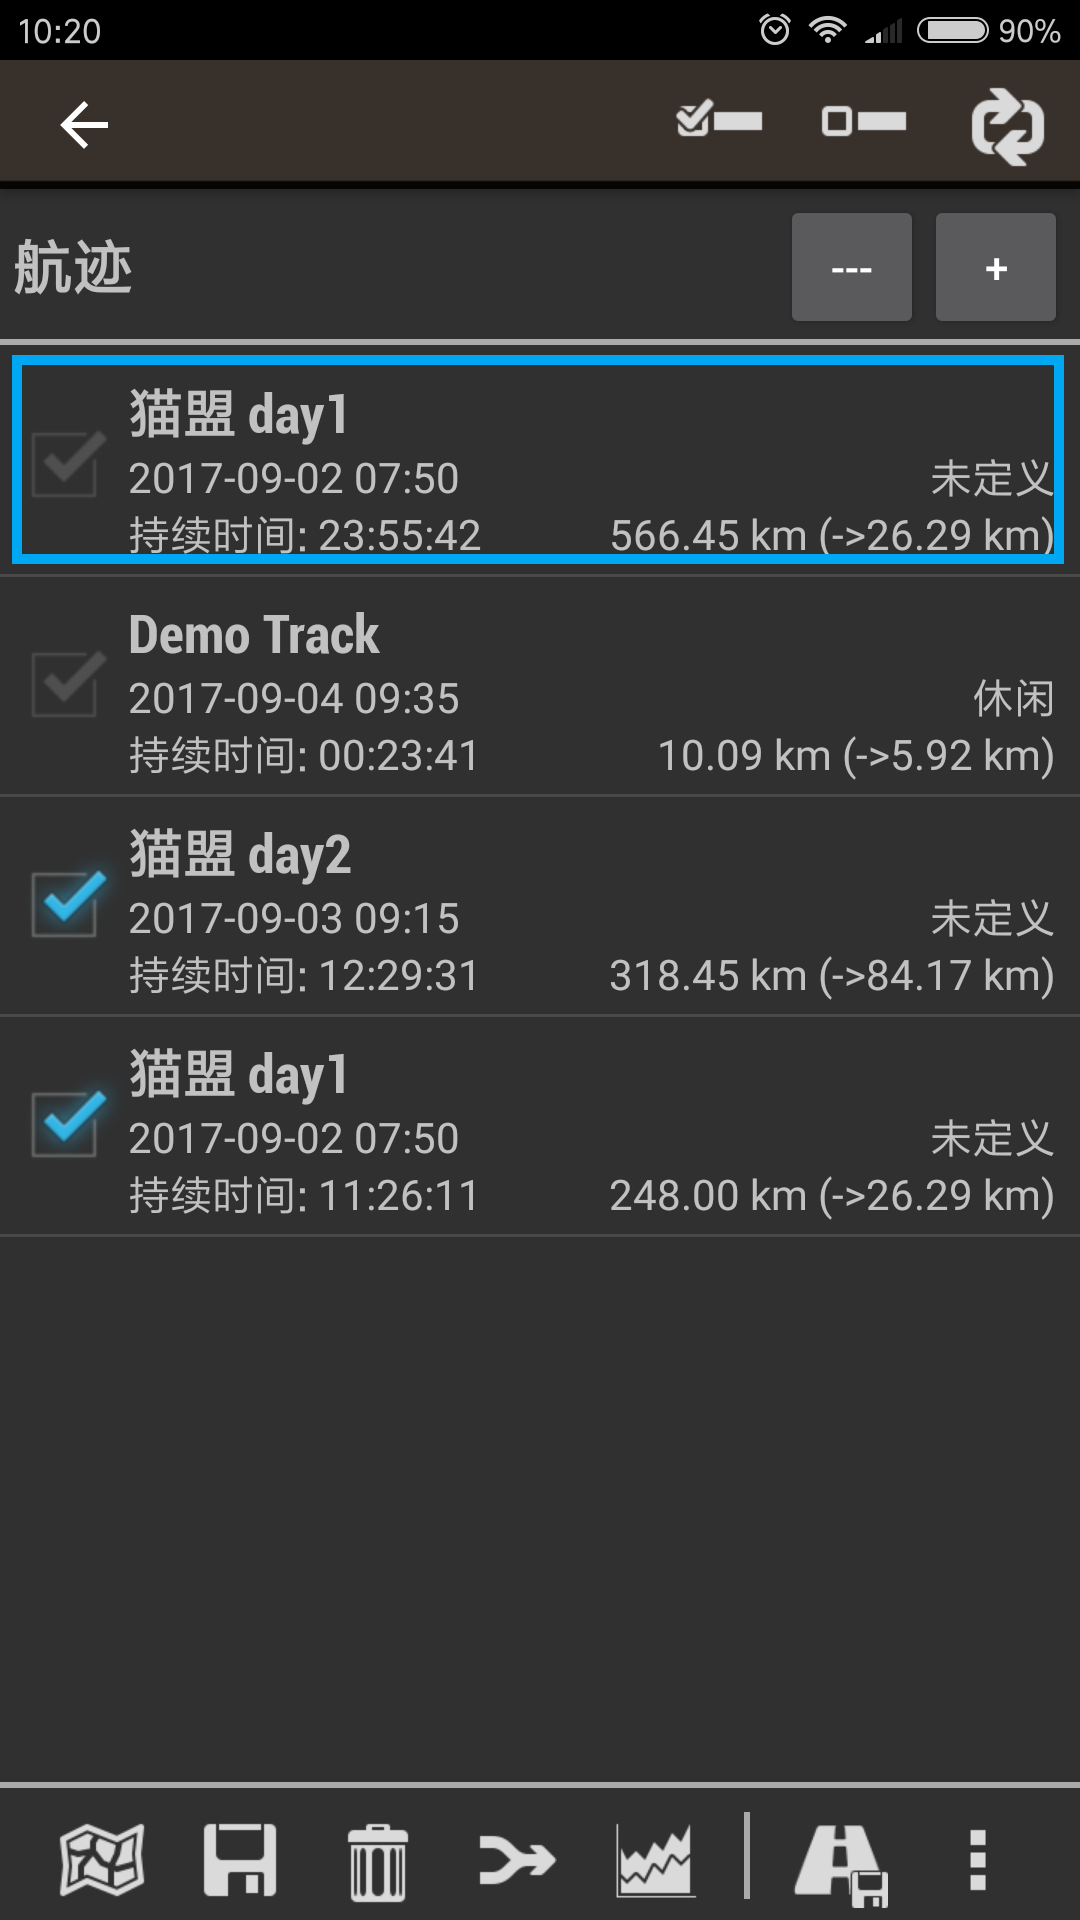 10:20
90%
航迹
---
+
猫盟 day1
2017-09-02 07:50
未定义
持续时间: 23:55:42
566.45 km (->26.29 km)
Demo Track
2017-09-04 09:35
休闲
持续时间: 00:23:41
10.09 km (->5.92 km)
猫盟 day2
2017-09-03 09:15
未定义
持续时间: 12:29:31
318.45 km (->84.17 km)
猫盟 day1
2017-09-02 07:50
未定义
持续时间: 11:26:11
248.00 km (->26.29 km)